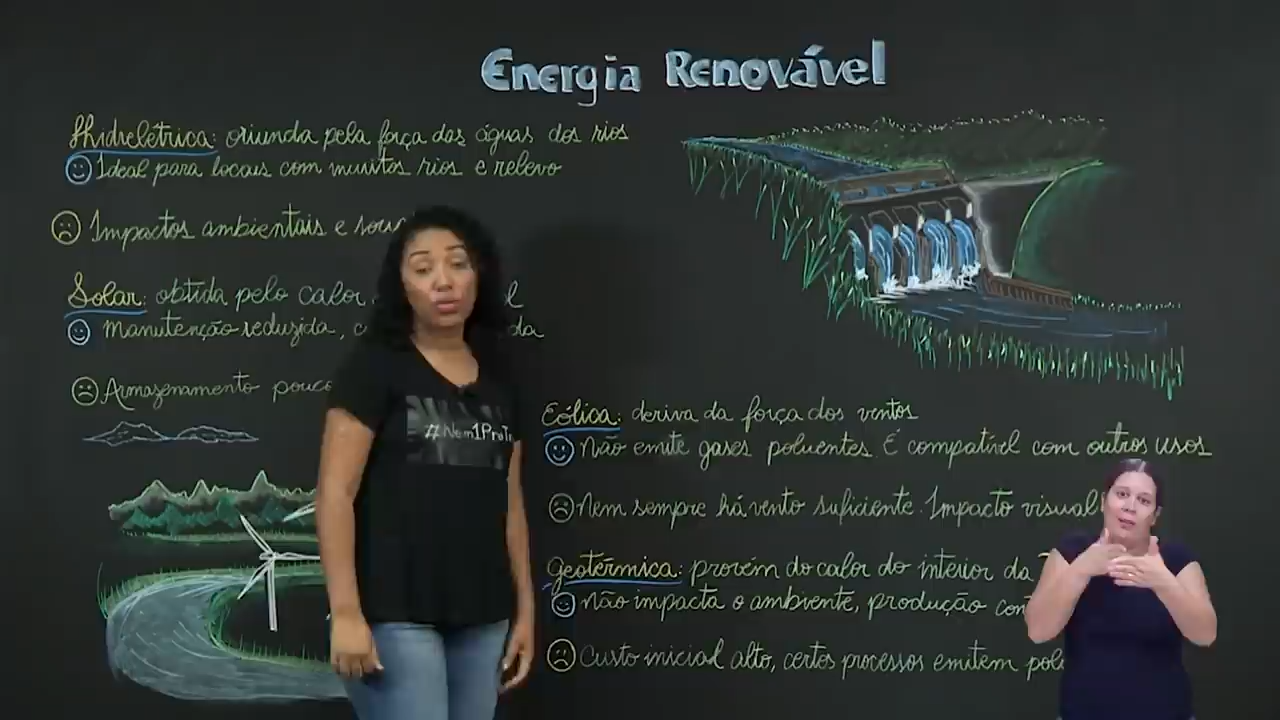 Energia Renovável
Hidrelétrica: oriunda pela força das águas dos rios
Ideal para locais com muitos rios e relevo
Impactos ambientais e
Solar: obtida pelo calor
Manutenção reduzida,
Armazenamento
Eólica: deriva da força dos ventos
Não emite gases poluentes. É compatível com outros usos
Nem sempre há vento suficiente. Impacto visual
Geotérmica: provém do calor do interior da
Não impacta o ambiente, produção
Custo inicial alto, certos processos emitem